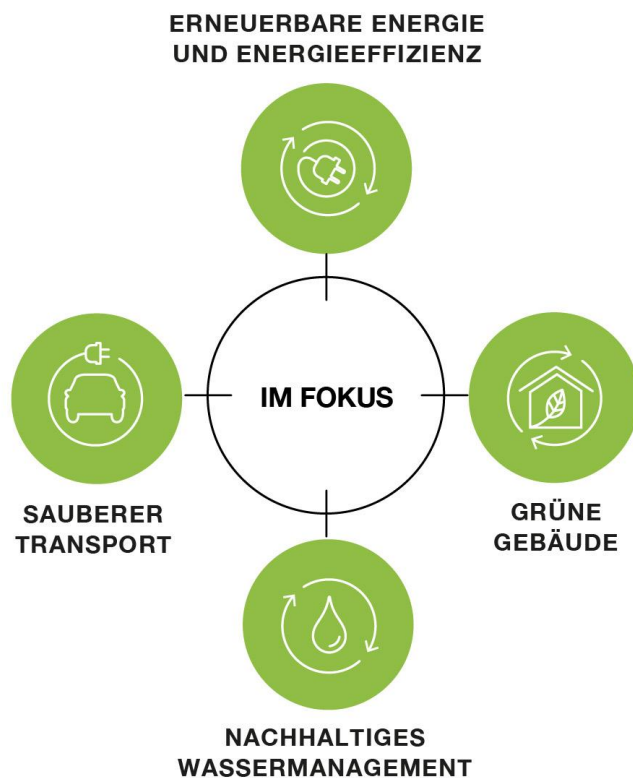 ERNEUERBARE ENERGIE
UND ENERGIEEFFIZIENZ
IM FOKUS
SAUBERER
TRANSPORT
GRÜNE
GEBÄUDE
NACHHALTIGES
WASSERMANAGEMENT